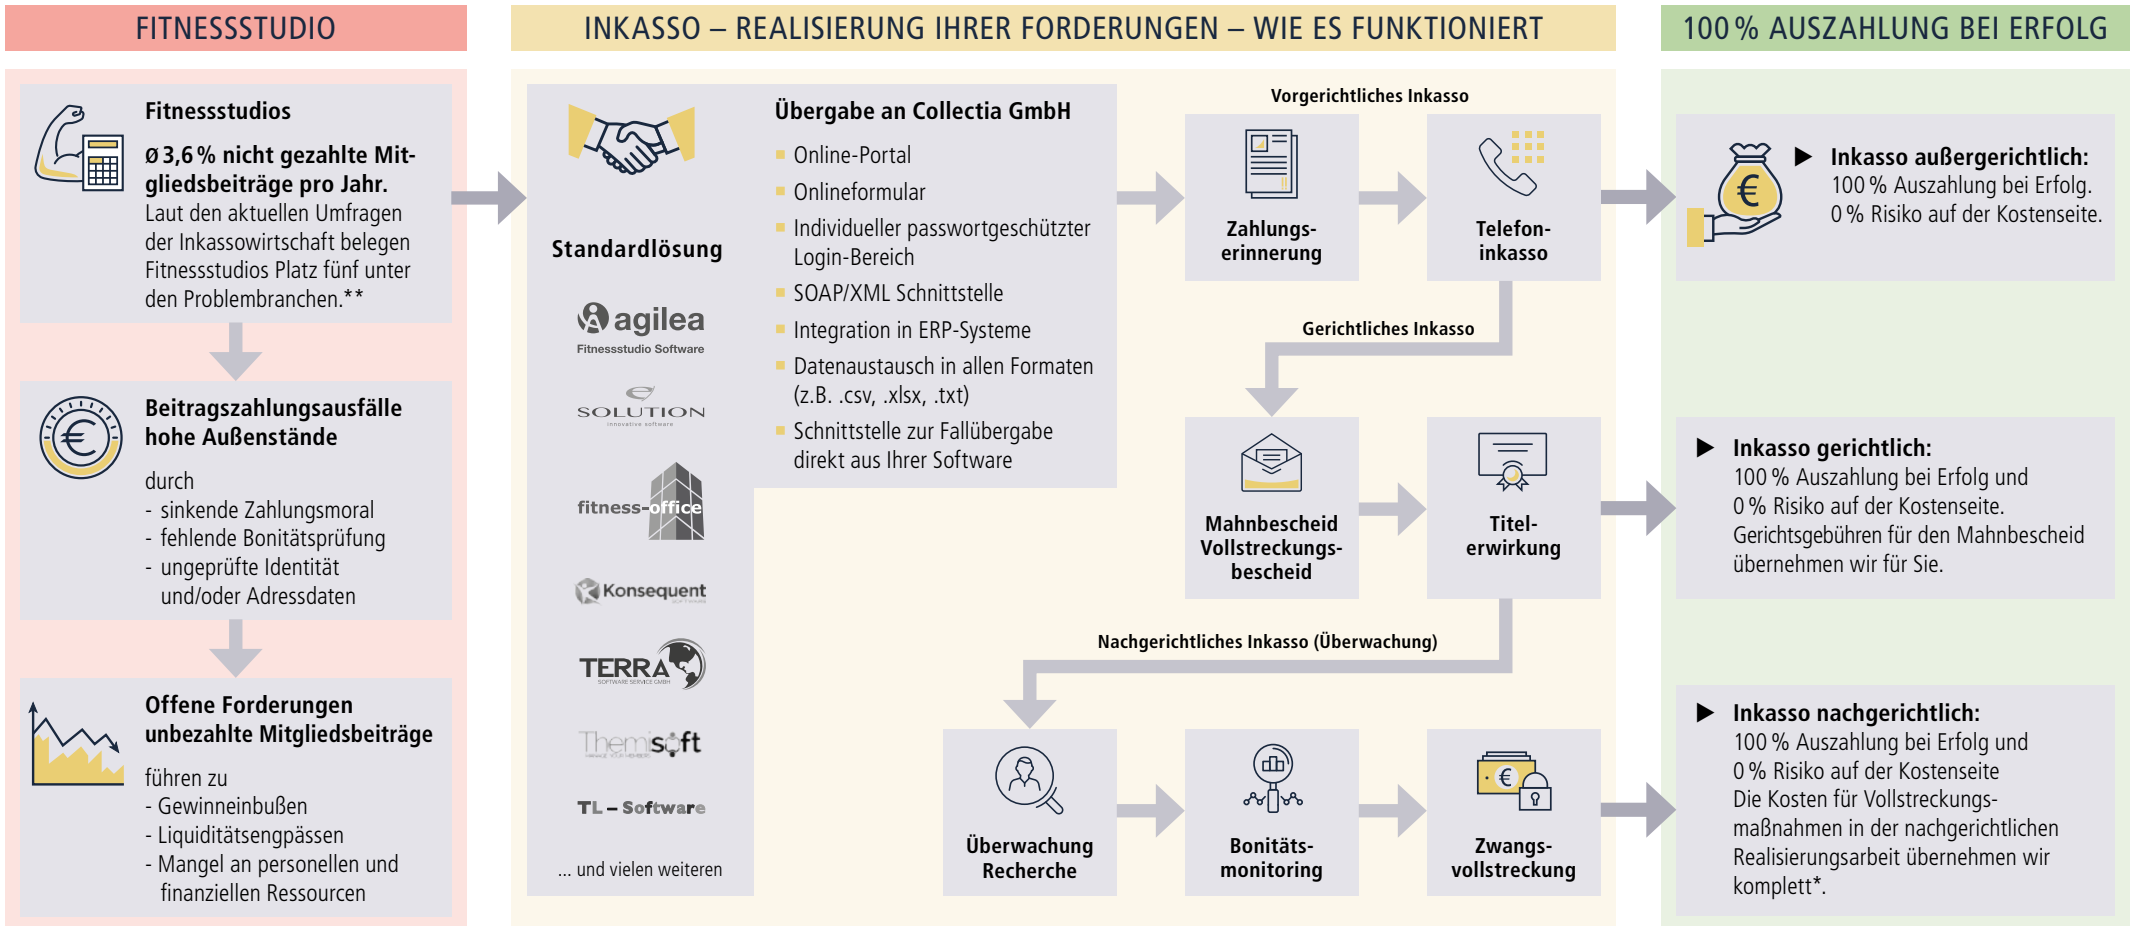 FITNESSSTUDIO
Fitnessstudios
Ø 3,6 % nicht gezahlte Mit-
gliedsbeiträge pro Jahr.
Laut den aktuellen Umfragen
der Inkassowirtschaft belegen
Fitnessstudios Platz fünf unter
den Problembranchen.**
Beitragszahlungsausfälle
hohe Außenstände
durch
- sinkende Zahlungsmoral
- fehlende Bonitätsprüfung
- ungeprüfte Identität
und/oder Adressdaten
Offene Forderungen
unbezahlte Mitgliedsbeiträge
führen zu
- Gewinneinbußen
- Liquiditätsengpässen
- Mangel an personellen und
finanziellen Ressourcen
INKASSO – REALISIERUNG IHRER FORDERUNGEN – WIE ES FUNKTIONIERT
Standardlösung
agilea
Fitnessstudio Software
e
SOLUTION
innovative software
fitness-office
Konsequent
TERRA
SOFTWARE SERVICE GMBH
Themisoft
TL – Software
... und vielen weiteren
Übergabe an Collectia GmbH
Online-Portal
Onlineformular
Individueller passwortgeschützter
Login-Bereich
SOAP/XML Schnittstelle
Integration in ERP-Systeme
Datenaustausch in allen Formaten
(z.B. .csv, .xlsx, .txt)
Schnittstelle zur Fallübergabe
direkt aus Ihrer Software
Vorgerichtliches Inkasso
Zahlungs-
erinnerung
Telefon-
inkasso
Gerichtliches Inkasso
Mahnbescheid
Vollstreckungs-
bescheid
Titel-
erwirkung
Nachgerichtliches Inkasso (Überwachung)
Überwachung
Recherche
Bonitäts-
monitoring
€
Zwangs-
vollstreckung
100 % AUSZAHLUNG BEI ERFOLG
€
Inkasso außergerichtlich:
100 % Auszahlung bei Erfolg.
0 % Risiko auf der Kostenseite.
Inkasso gerichtlich:
100 % Auszahlung bei Erfolg und
0 % Risiko auf der Kostenseite.
Gerichtsgebühren für den Mahnbescheid
übernehmen wir für Sie.
Inkasso nachgerichtlich:
100 % Auszahlung bei Erfolg und
0 % Risiko auf der Kostenseite
Die Kosten für Vollstreckungs-
maßnahmen in der nachgerichtlichen
Realisierungsarbeit übernehmen wir
komplett*.